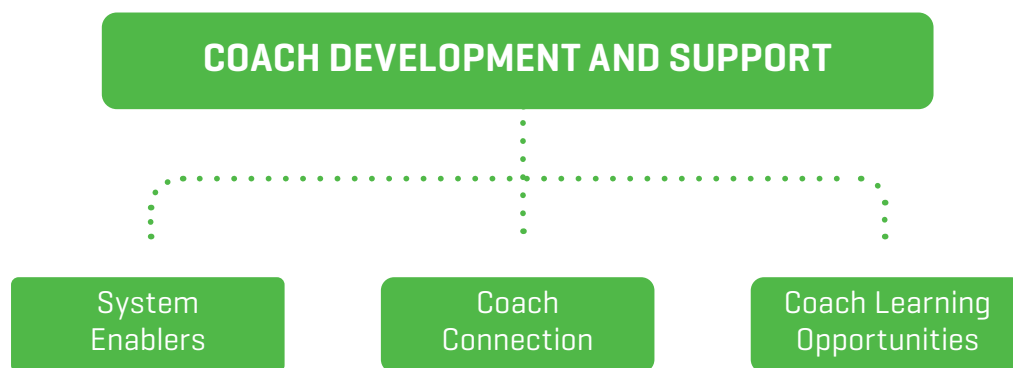 COACH DEVELOPMENT AND SUPPORT
System
Enablers
Coach
Connection
Coach Learning
Opportunities